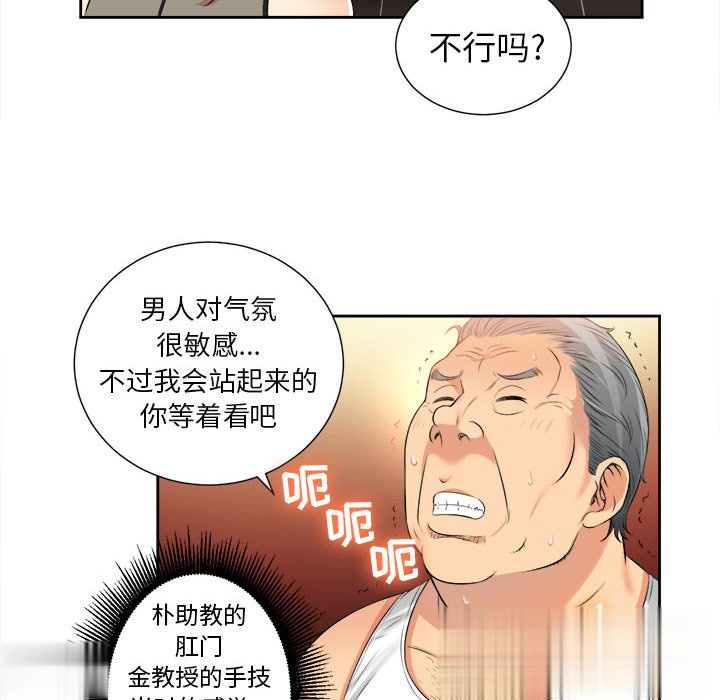 不行吗?
男人对气氛
很敏感...
不过我会站起来的
你等着看吧
呃
呃
呃
朴助教的
肛门
金教授的手技